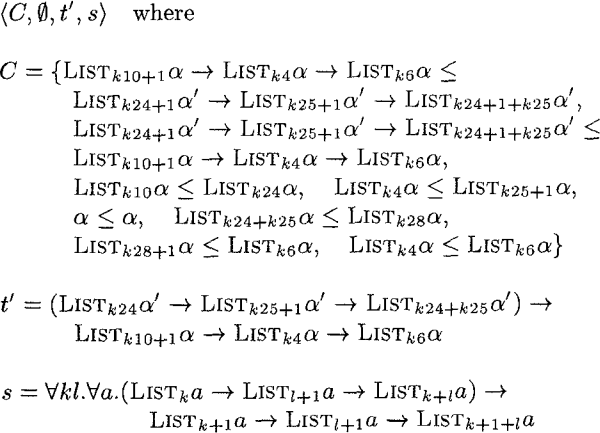 ⟨C, ∅, t′, s⟩ where
C = {LIST_{k10+1}α → LIST_{k4}α → LIST_{k6}α ≤
LIST_{k24+1}α′ → LIST_{k25+1}α′ → LIST_{k24+1+k25}α′,
LIST_{k24+1}α′ → LIST_{k25+1}α′ → LIST_{k24+1+k25}α′ ≤
LIST_{k10+1}α → LIST_{k4}α → LIST_{k6}α,
LIST_{k10}α ≤ LIST_{k24}α, LIST_{k4}α ≤ LIST_{k25+1}α,
α ≤ α, LIST_{k24+k25}α ≤ LIST_{k28}α,
LIST_{k28+1}α ≤ LIST_{k6}α, LIST_{k4}α ≤ LIST_{k6}α}
t′ = (LIST_{k24}α′ → LIST_{k25+1}α′ → LIST_{k24+k25}α′) →
LIST_{k10+1}α → LIST_{k4}α → LIST_{k6}α
s = ∀kl.∀a.(LIST_{k}a → LIST_{l+1}a → LIST_{k+l}a) →
LIST_{k+1}a → LIST_{l+1}a → LIST_{k+1+l}a